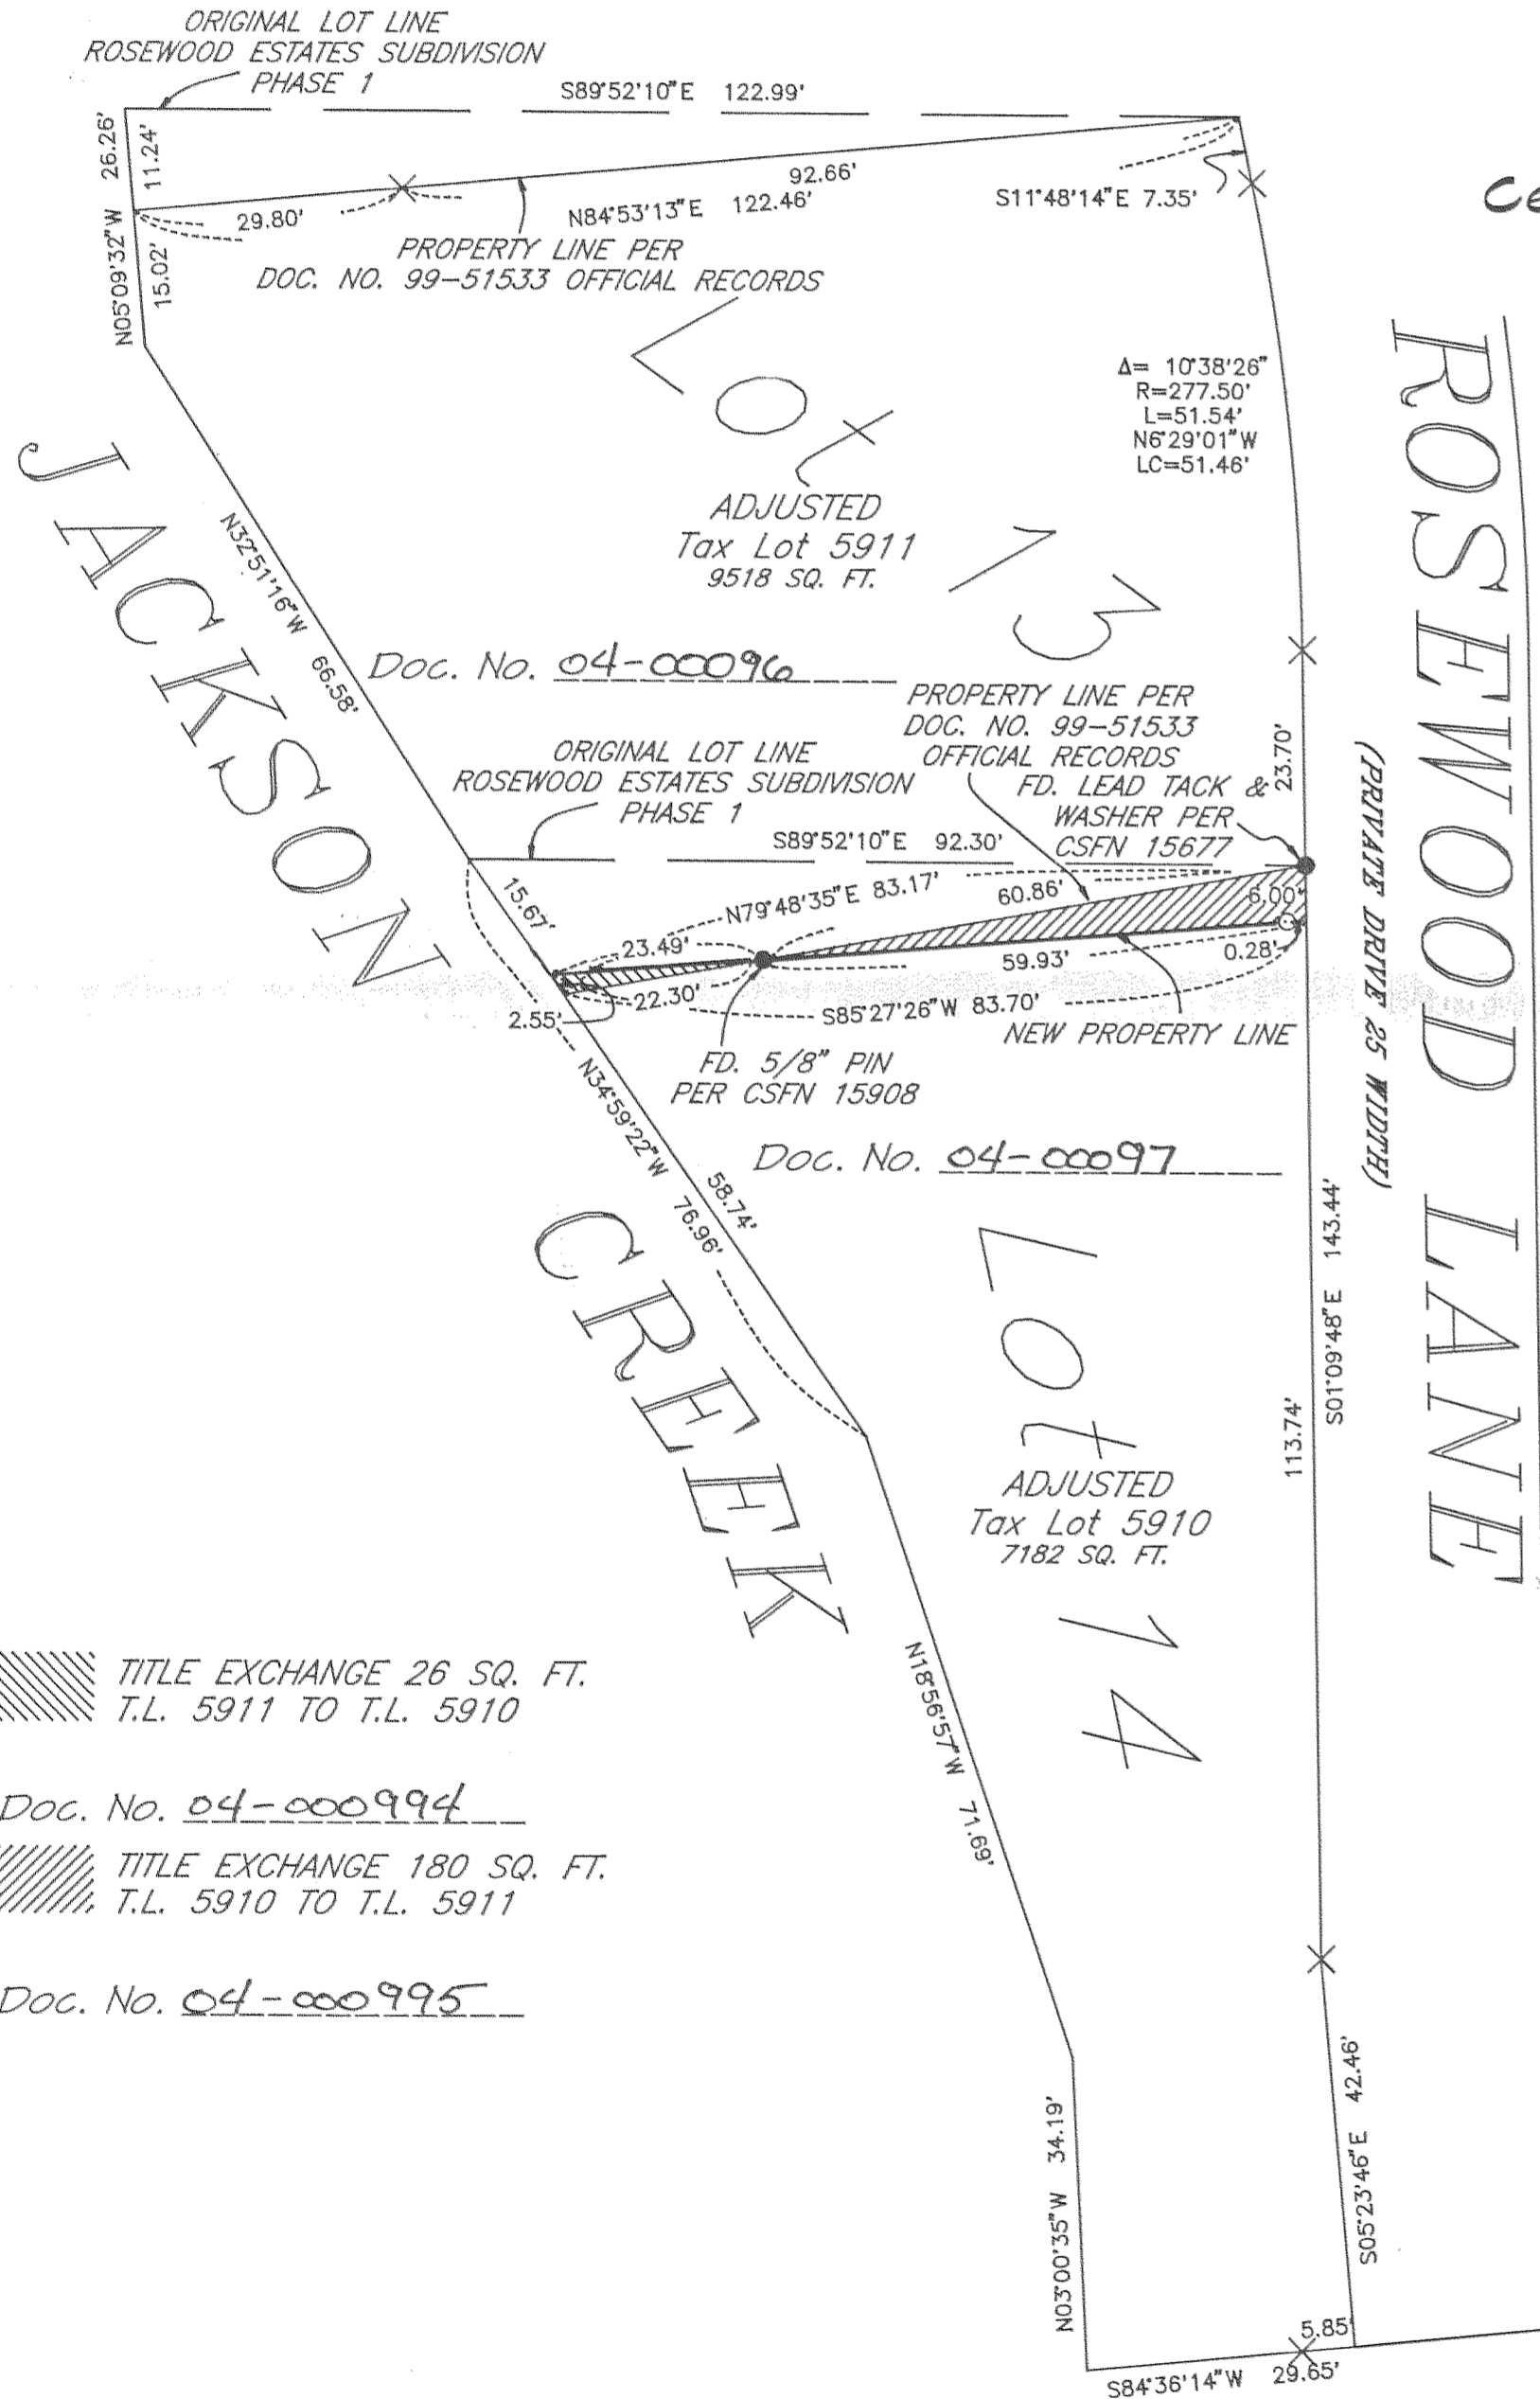 ORIGINAL LOT LINE
ROSEWOOD ESTATES SUBDIVISION
PHASE 1
S89°52'10"E 122.99'
26.26'
11.24'
N05°09'32"W
15.02'
29.80'
92.66'
N84°53'13"E 122.46'
S11°48'14"E 7.35'
PROPERTY LINE PER
DOC. NO. 99-51533 OFFICIAL RECORDS
Lot 13
Δ= 10°38'26"
R=277.50'
L=51.54'
N6°29'01"W
LC=51.46'
ADJUSTED
Tax Lot 5911
9518 SQ. FT.
ROSEWOOD LANE
(PRIVATE DRIVE 25 WIDTH)
JACKSON CREEK
N32°51'16"W 66.58'
Doc. No. 04-00096
PROPERTY LINE PER
DOC. NO. 99-51533
OFFICIAL RECORDS
ORIGINAL LOT LINE
ROSEWOOD ESTATES SUBDIVISION
PHASE 1
FD. LEAD TACK &
WASHER PER
CSFN 15677
23.70'
S89°52'10"E 92.30'
15.67'
N79°48'35"E 83.17'
60.86'
6.00'
23.49'
59.93'
0.28'
22.30'
2.55'
S85°27'26"W 83.70'
NEW PROPERTY LINE
FD. 5/8" PIN
PER CSFN 15908
N34°59'22"W 76.96'
58.74'
Doc. No. 04-00097
S01°09'48"E 143.44'
113.74'
Lot 14
ADJUSTED
Tax Lot 5910
7182 SQ. FT.
N18°56'57"W 71.69'
TITLE EXCHANGE 26 SQ. FT.
T.L. 5911 TO T.L. 5910
Doc. No. 04-000994
TITLE EXCHANGE 180 SQ. FT.
T.L. 5910 TO T.L. 5911
Doc. No. 04-000995
N03°00'35"W 34.19'
S05°23'46"E 42.46'
5.85'
S84°36'14"W 29.65'